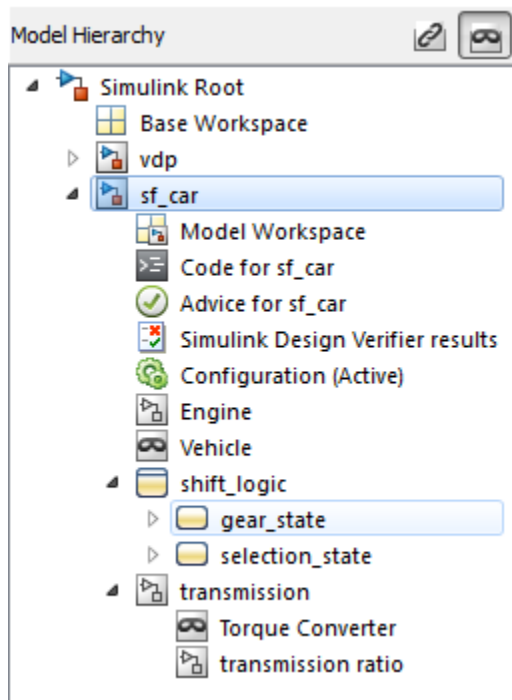 Model Hierarchy
Simulink Root
Base Workspace
vdp
sf_car
Model Workspace
Code for sf_car
Advice for sf_car
Simulink Design Verifier results
Configuration (Active)
Engine
Vehicle
shift_logic
gear_state
selection_state
transmission
Torque Converter
transmission ratio